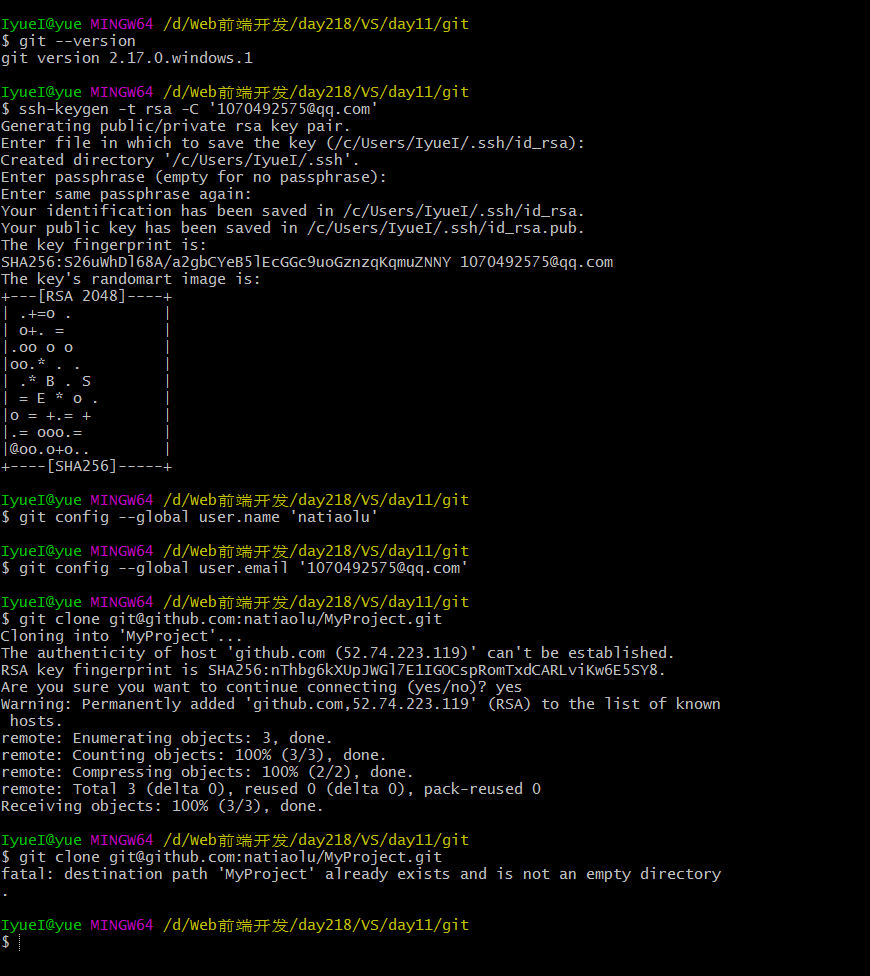 IyueI@yue MINGW64 /d/Web前端开发/day218/VS/day11/git
$ git --version
git version 2.17.0.windows.1
IyueI@yue MINGW64 /d/Web前端开发/day218/VS/day11/git
$ ssh-keygen -t rsa -C '1070492575@qq.com'
Generating public/private rsa key pair.
Enter file in which to save the key (/c/Users/IyueI/.ssh/id_rsa):
Created directory '/c/Users/IyueI/.ssh'.
Enter passphrase (empty for no passphrase):
Enter same passphrase again:
Your identification has been saved in /c/Users/IyueI/.ssh/id_rsa.
Your public key has been saved in /c/Users/IyueI/.ssh/id_rsa.pub.
The key fingerprint is:
SHA256:S26uWhDl68A/a2gbCYeB5lEcGGc9uoGznzqKqmuZNNY 1070492575@qq.com
The key's randomart image is:
+---[RSA 2048]----+
| .+=o .          |
| o+. =           |
|.oo o o          |
|oo.* . .         |
| .* B . S        |
| = E * o .       |
|o = +.= +        |
|.= ooo.=         |
|@oo.o+o..        |
+----[SHA256]-----+
IyueI@yue MINGW64 /d/Web前端开发/day218/VS/day11/git
$ git config --global user.name 'natiaolu'
IyueI@yue MINGW64 /d/Web前端开发/day218/VS/day11/git
$ git config --global user.email '1070492575@qq.com'
IyueI@yue MINGW64 /d/Web前端开发/day218/VS/day11/git
$ git clone git@github.com:natiaolu/MyProject.git
Cloning into 'MyProject'...
The authenticity of host 'github.com (52.74.223.119)' can't be established.
RSA key fingerprint is SHA256:nThbg6kXUpJWGl7E1IGOCspRomTxdCARLviKw6E5SY8.
Are you sure you want to continue connecting (yes/no)? yes
Warning: Permanently added 'github.com,52.74.223.119' (RSA) to the list of known
 hosts.
remote: Enumerating objects: 3, done.
remote: Counting objects: 100% (3/3), done.
remote: Compressing objects: 100% (2/2), done.
remote: Total 3 (delta 0), reused 0 (delta 0), pack-reused 0
Receiving objects: 100% (3/3), done.
IyueI@yue MINGW64 /d/Web前端开发/day218/VS/day11/git
$ git clone git@github.com:natiaolu/MyProject.git
fatal: destination path 'MyProject' already exists and is not an empty directory
.
IyueI@yue MINGW64 /d/Web前端开发/day218/VS/day11/git
$